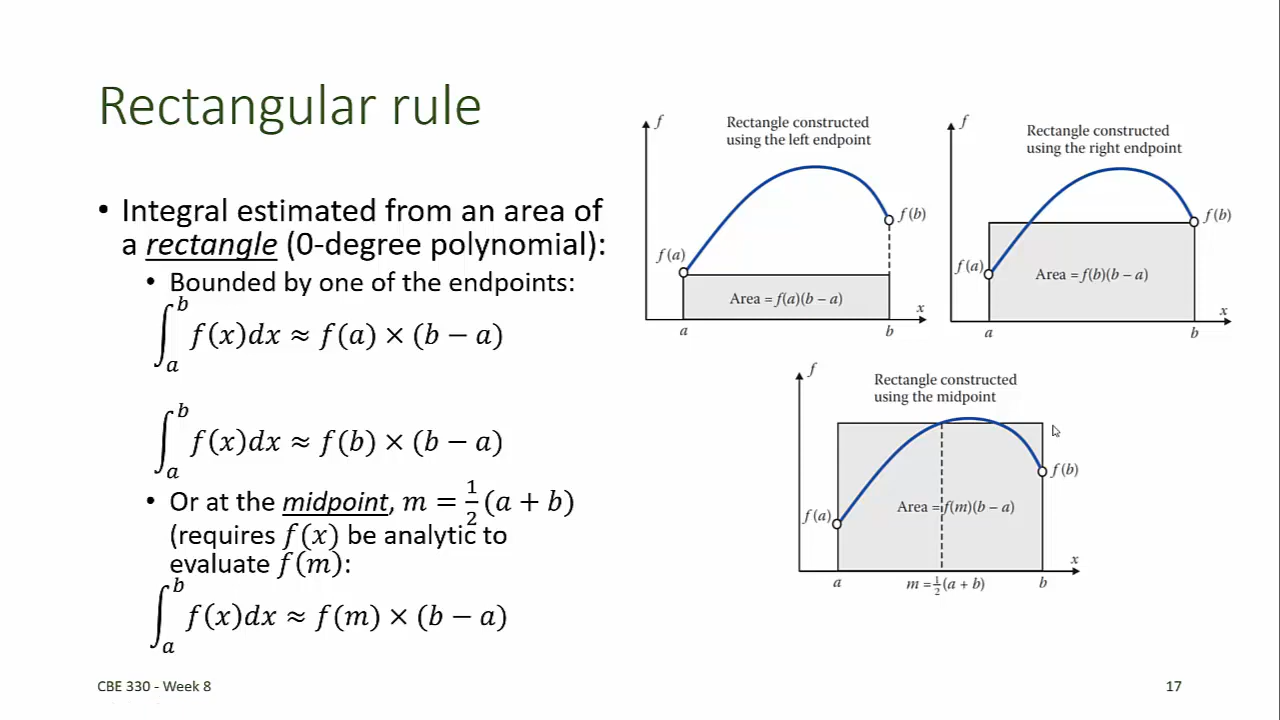 Rectangular rule
• Integral estimated from an area of
a rectangle (0-degree polynomial):
• Bounded by one of the endpoints:
∫_a^b f(x)dx ≈ f(a) × (b − a)
∫_a^b f(x)dx ≈ f(b) × (b − a)
• Or at the midpoint, m = 1/2 (a + b)
(requires f(x) be analytic to
evaluate f(m):
∫_a^b f(x)dx ≈ f(m) × (b − a)
f
Rectangle constructed
using the left endpoint
f(b)
f(a)
Area = f(a)(b − a)
x
a
b
f
Rectangle constructed
using the right endpoint
f(b)
f(a)
Area = f(b)(b − a)
x
a
b
f
Rectangle constructed
using the midpoint
f(b)
f(a)
Area = f(m)(b − a)
x
a
m = 1/2 (a + b)
b
CBE 330 - Week 8
17